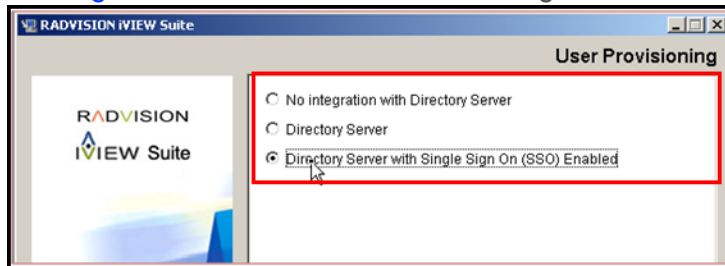 RADVISION iVIEW Suite
User Provisioning
RADVISION
iVIEW Suite
No integration with Directory Server
Directory Server
Directory Server with Single Sign On (SSO) Enabled